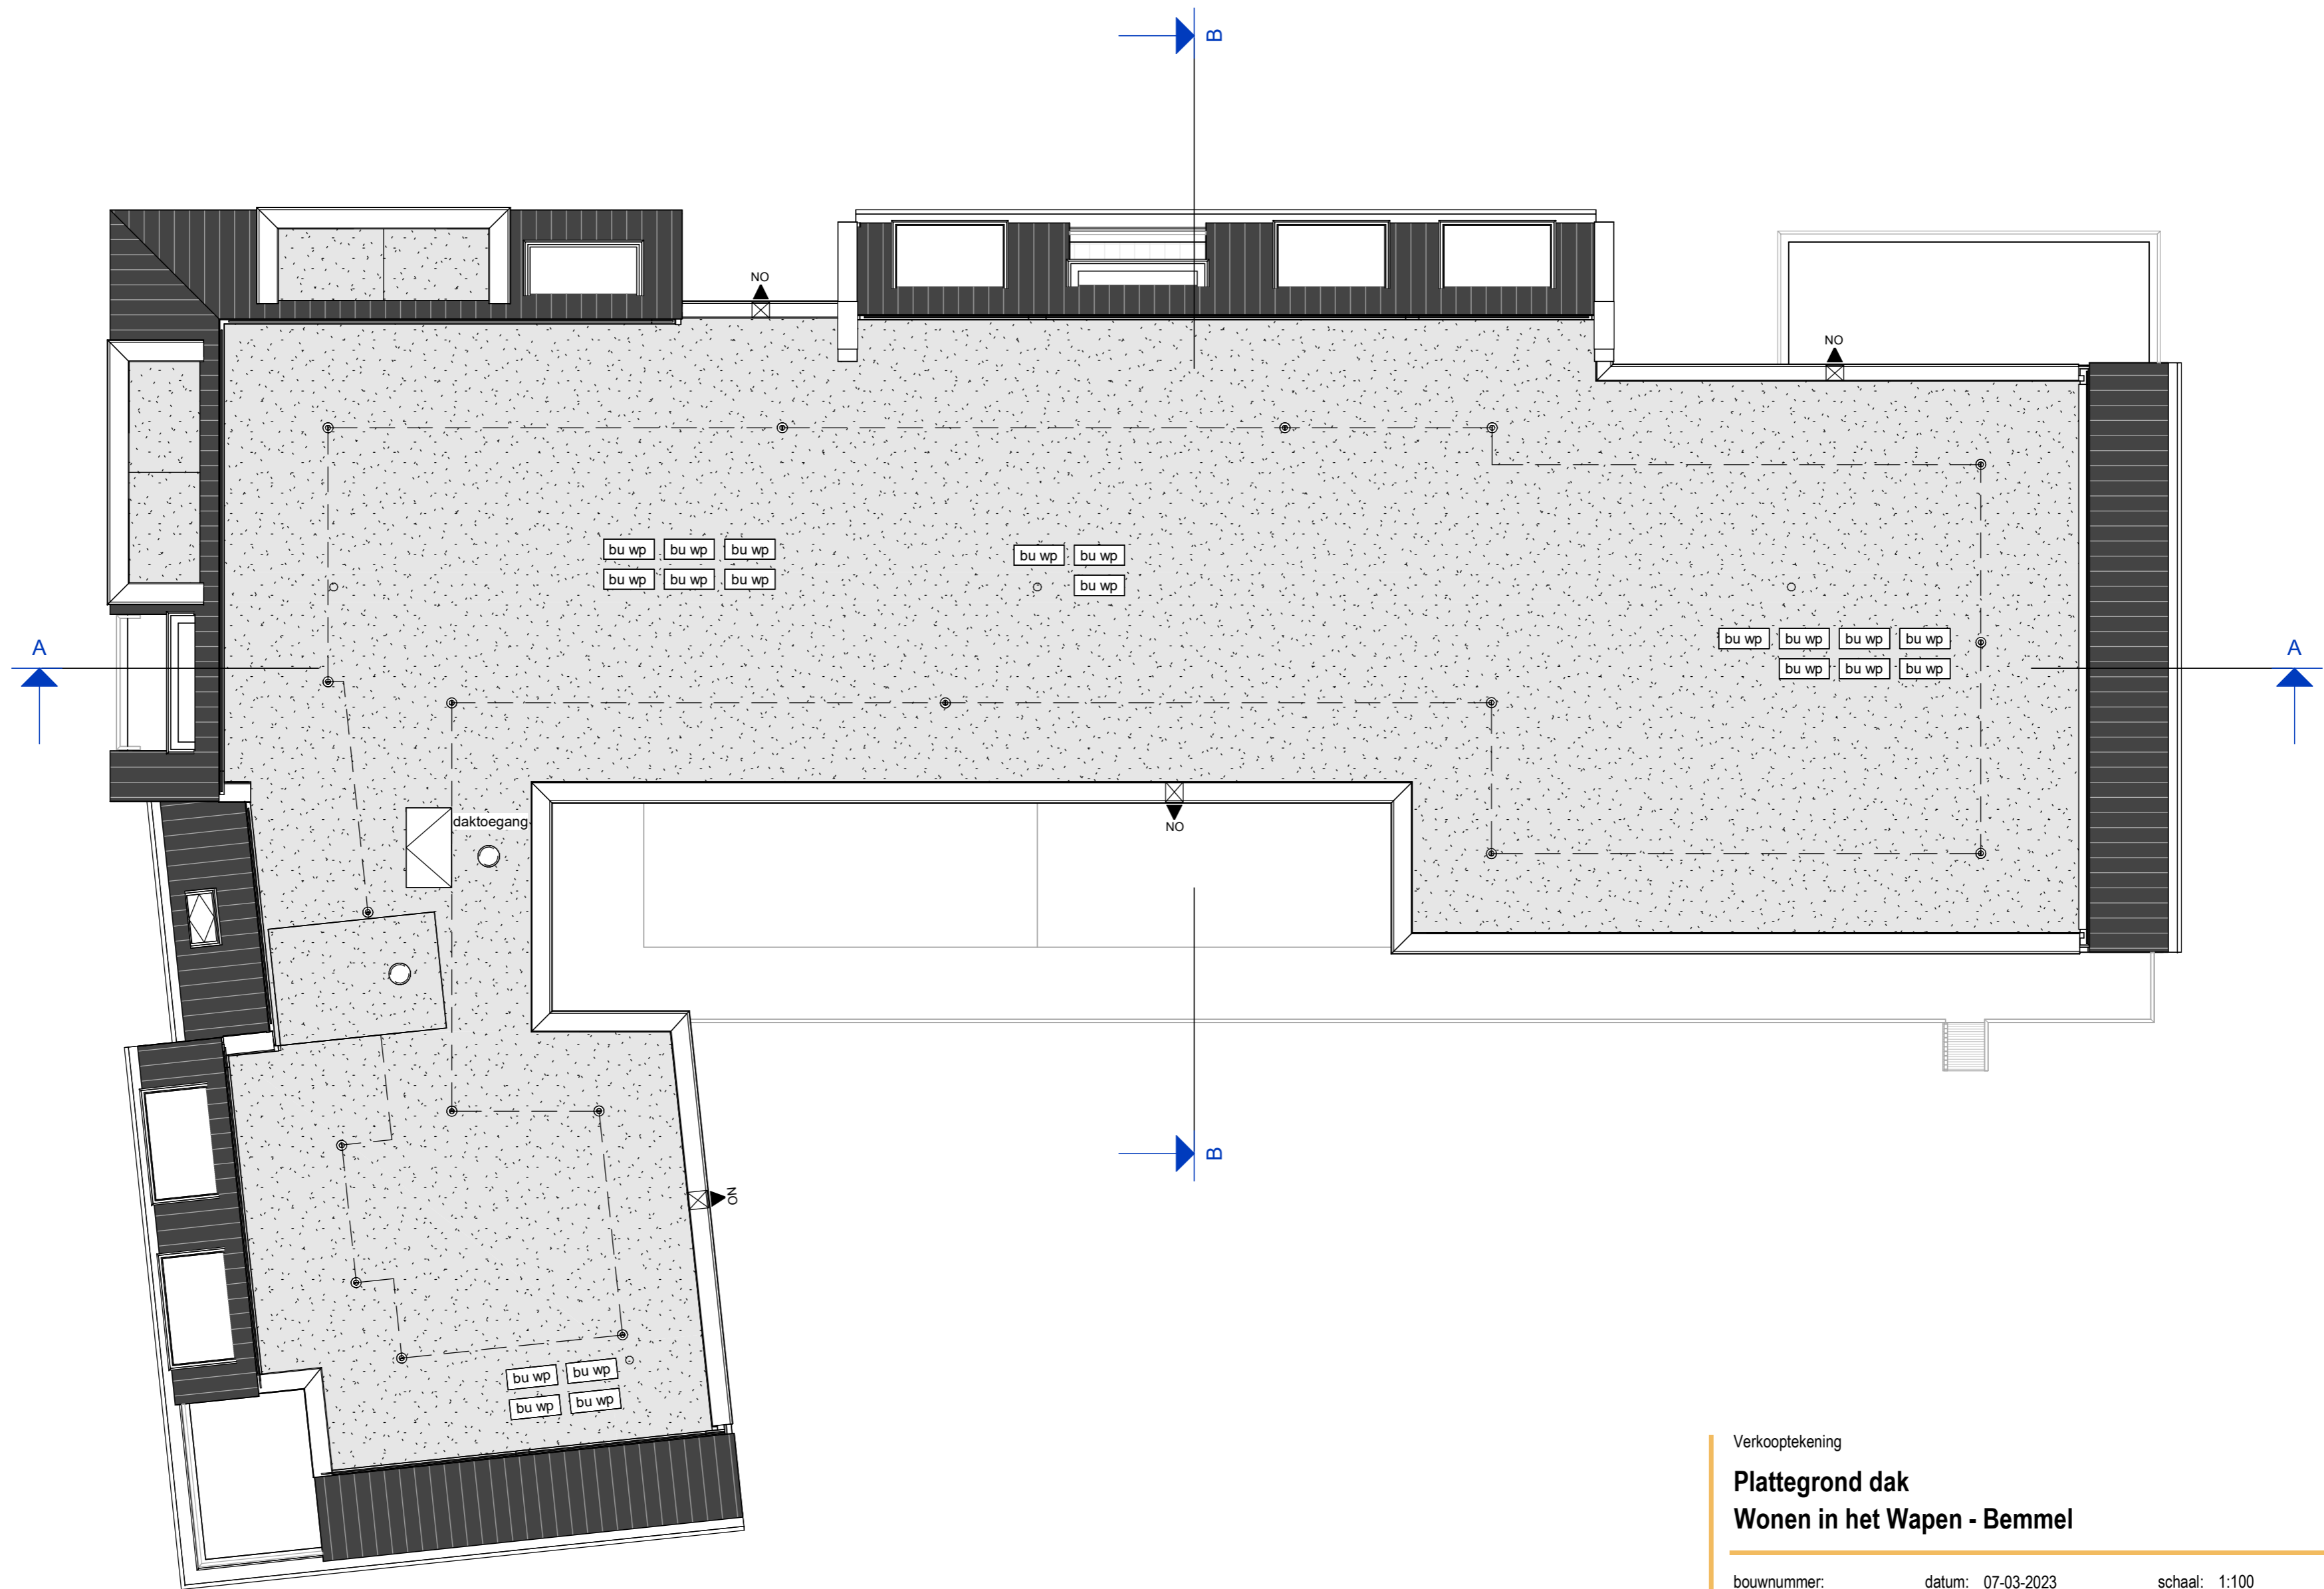 B
NO
NO
bu wp bu wp bu wp
bu wp bu wp
bu wp bu wp bu wp
bu wp
bu wp bu wp bu wp bu wp
A
A
bu wp bu wp bu wp
daktoegang
NO
B
NO
bu wp bu wp
bu wp bu wp
Verkooptekening
Plattegrond dak
Wonen in het Wapen - Bemmel
bouwnummer: datum: 07-03-2023 schaal: 1:100